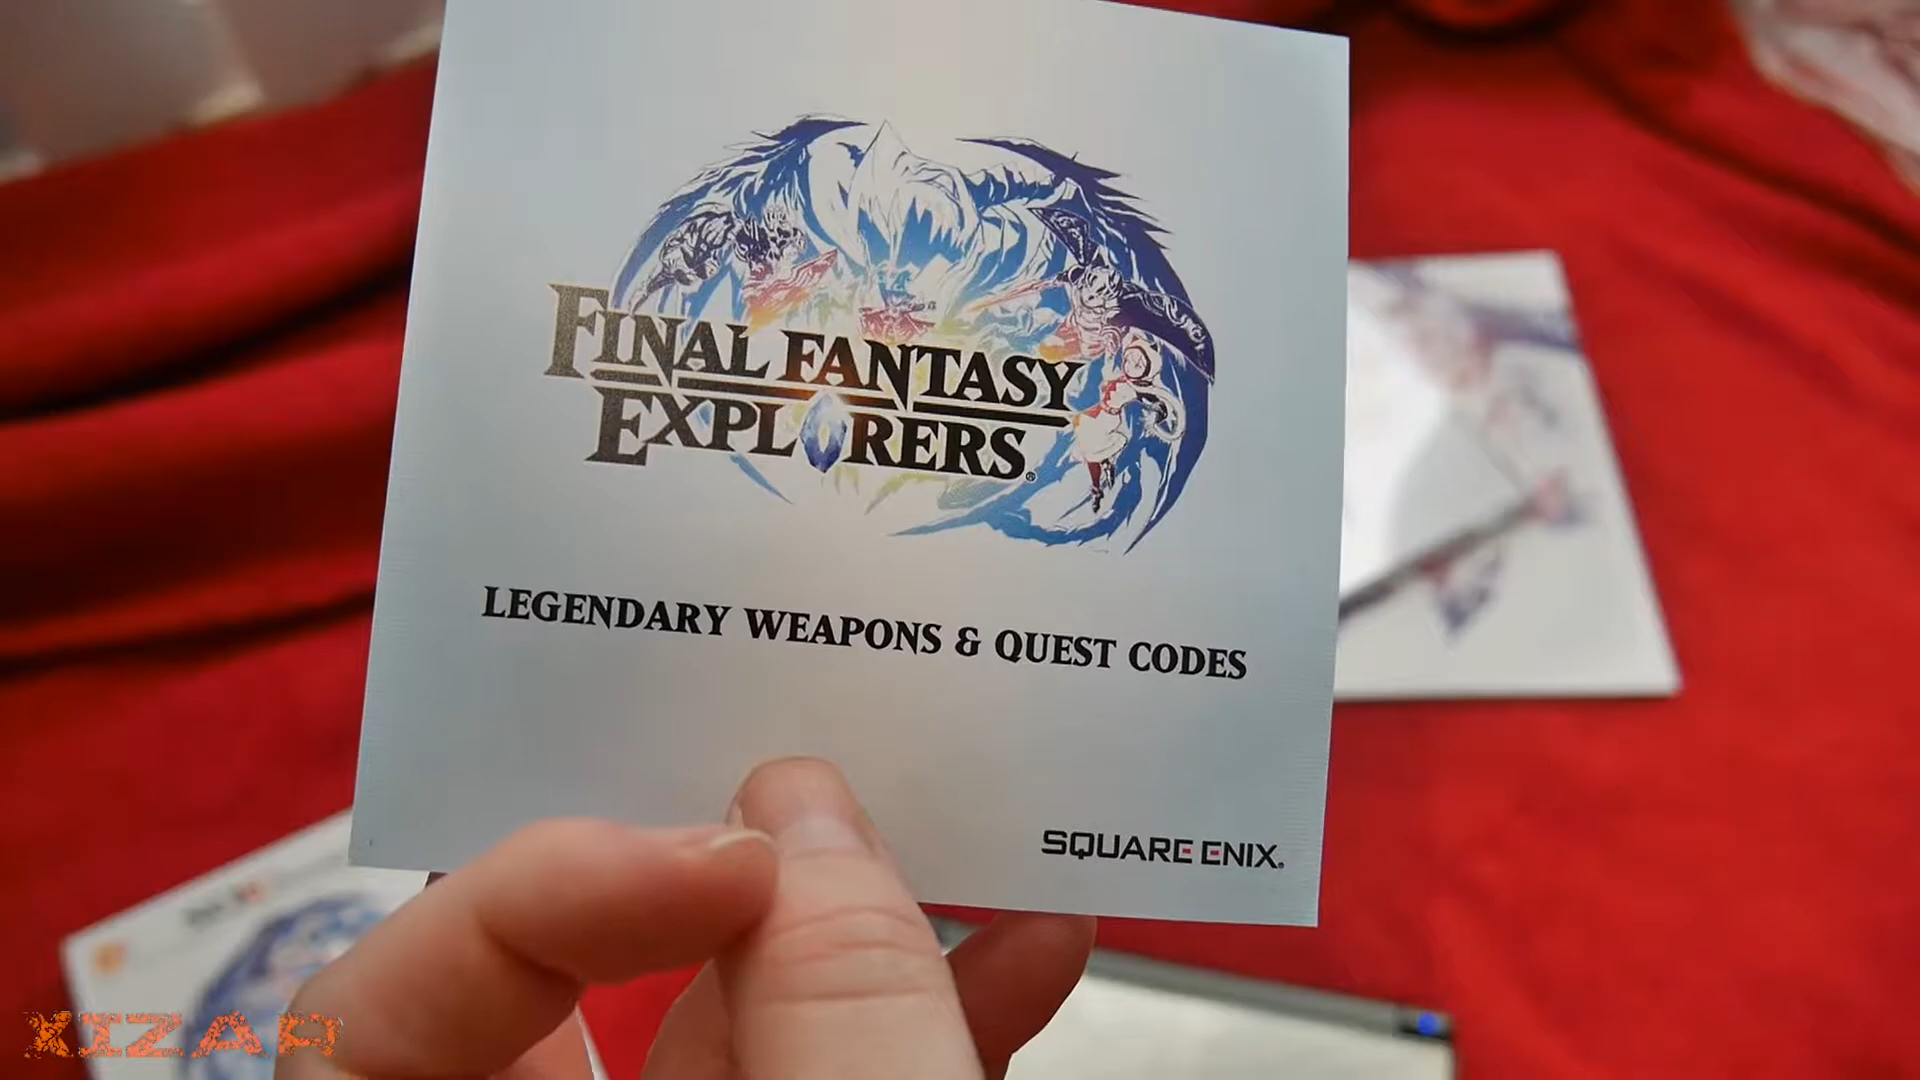 FINAL FANTASY
EXPLORERS®
LEGENDARY WEAPONS & QUEST CODES
SQUARE ENIX®
XIZAR